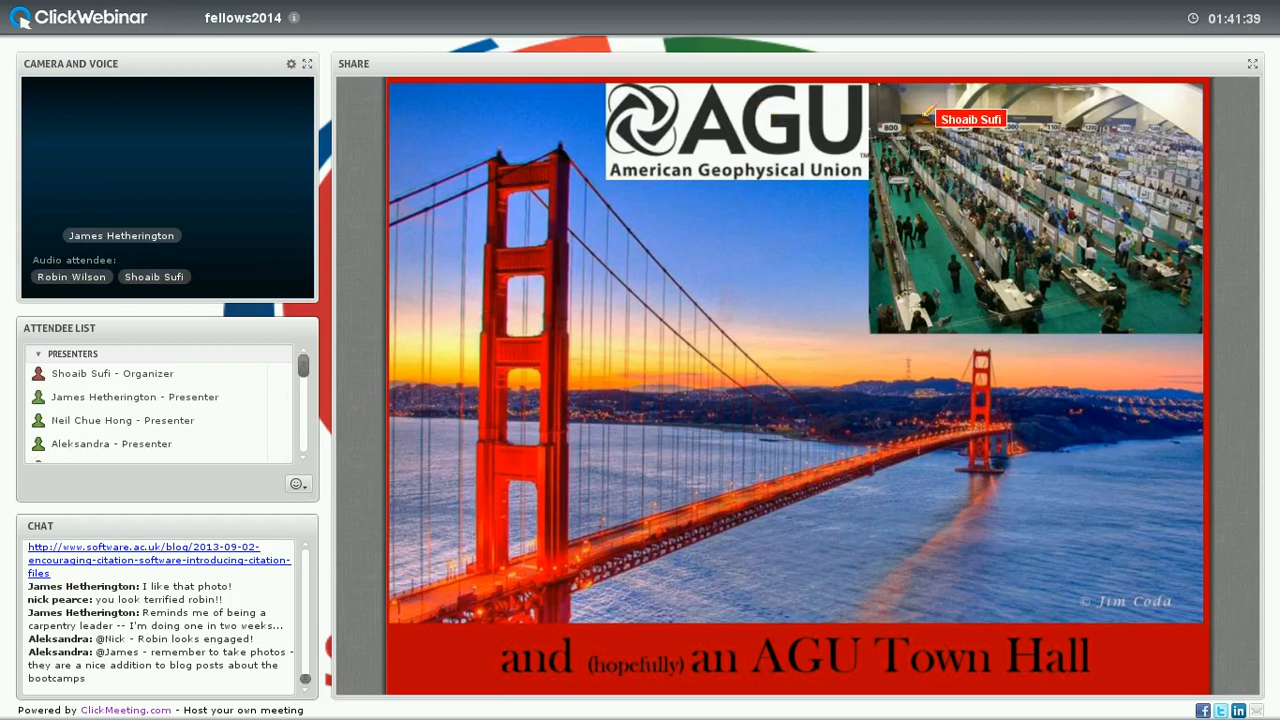 ClickWebinar
fellows2014
01:41:39
CAMERA AND VOICE
James Hetherington
Audio attendee:
Robin Wilson Shoaib Sufi
ATTENDEE LIST
PRESENTERS
Shoaib Sufi - Organizer
James Hetherington - Presenter
Neil Chue Hong - Presenter
Aleksandra - Presenter
CHAT
http://www.software.ac.uk/blog/2013-09-02-
encouraging-citation-software-introducing-citation-
files
James Hetherington: I like that photo!
nick pearce: you look terrified robin!!
James Hetherington: Reminds me of being a
carpentry leader -- I'm doing one in two weeks...
Aleksandra: @Nick - Robin looks engaged!
Aleksandra: @James - remember to take photos -
they are a nice addition to blog posts about the
bootcamps
Powered by ClickMeeting.com - Host your own meeting
SHARE
AGU
American Geophysical Union
TM
Shoaib Sufi
800
© Jim Coda
and (hopefully) an AGU Town Hall